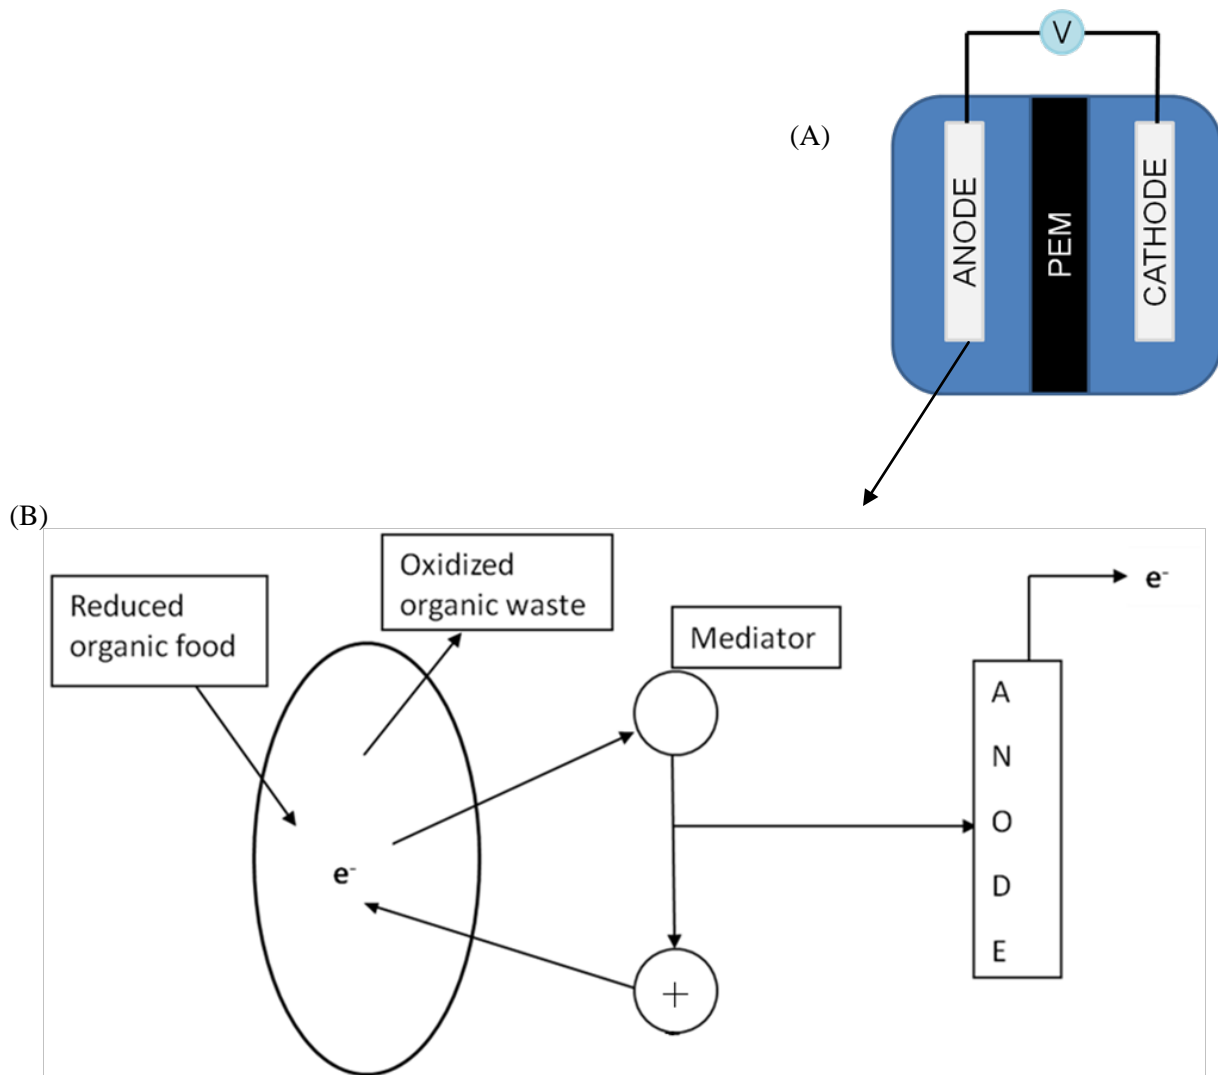 V
(A)
ANODE
PEM
CATHODE
(B)
Reduced
organic food
Oxidized
organic waste
Mediator
e-
e-
+
A
N
O
D
E